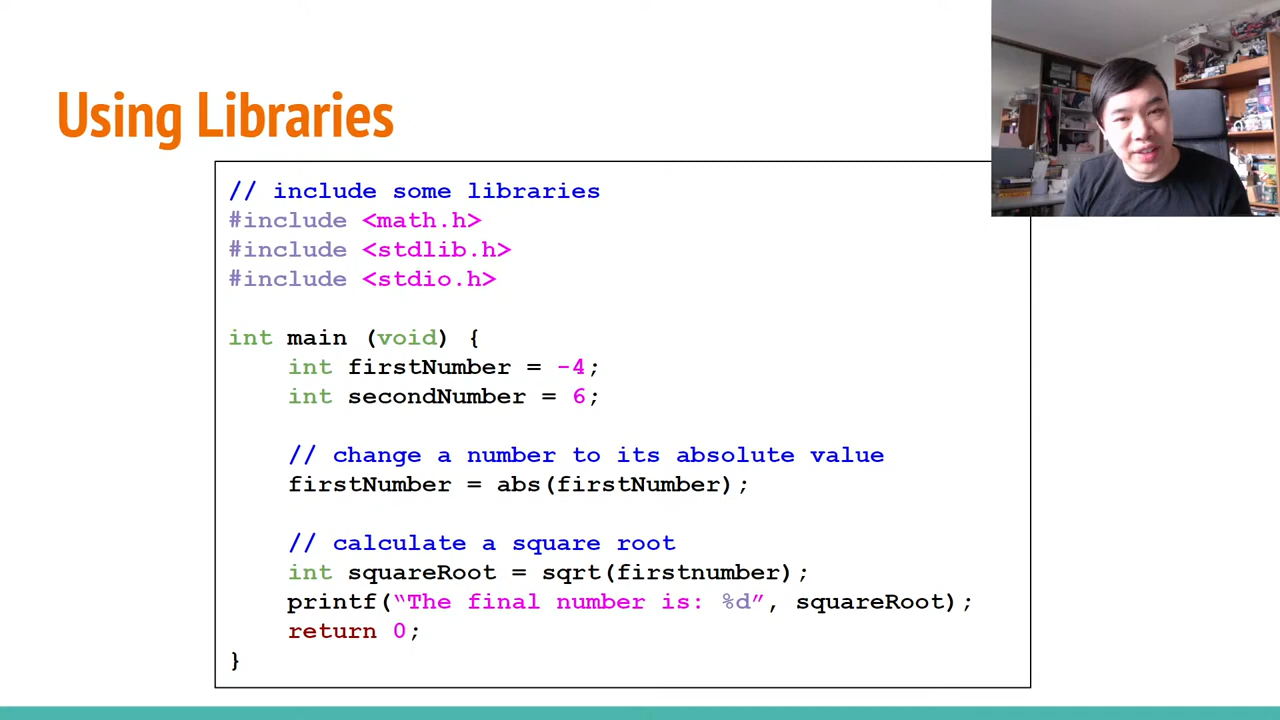 Using Libraries
// include some libraries
#include <math.h>
#include <stdlib.h>
#include <stdio.h>
int main (void) {
int firstNumber = -4;
int secondNumber = 6;
// change a number to its absolute value
firstNumber = abs(firstNumber);
// calculate a square root
int squareRoot = sqrt(firstnumber);
printf(“The final number is: %d”, squareRoot);
return 0;
}